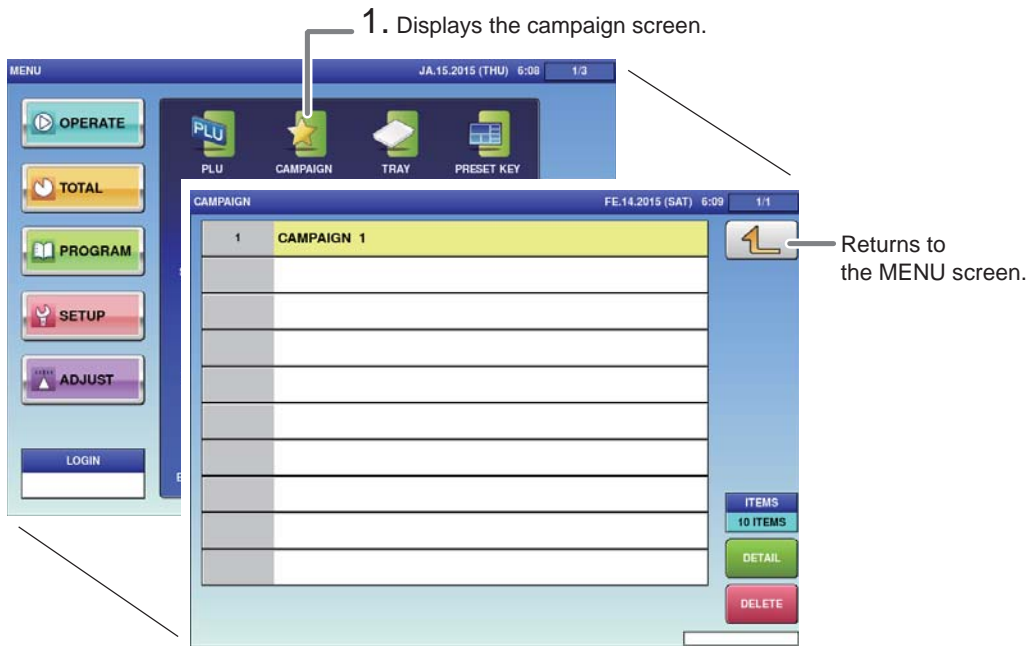 1. Displays the campaign screen.
MENU JA.15.2015 (THU) 6:08 1/3
OPERATE
PLU
PLU CAMPAIGN TRAY PRESET KEY
TOTAL
PROGRAM
SETUP
ADJUST
LOGIN
CAMPAIGN FE.14.2015 (SAT) 6:09 1/1
1 CAMPAIGN 1
Returns to
the MENU screen.
ITEMS
10 ITEMS
DETAIL
DELETE